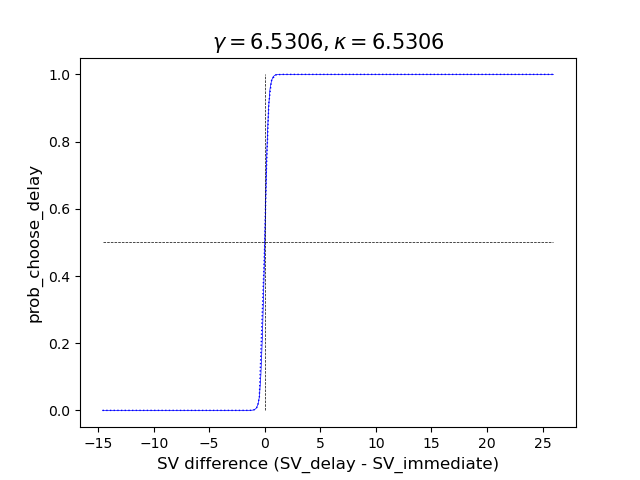 γ = 6.5306, κ = 6.5306
1.0
0.8
0.6
0.4
0.2
0.0
prob_choose_delay
−15 −10 −5 0 5 10 15 20 25
SV difference (SV_delay - SV_immediate)